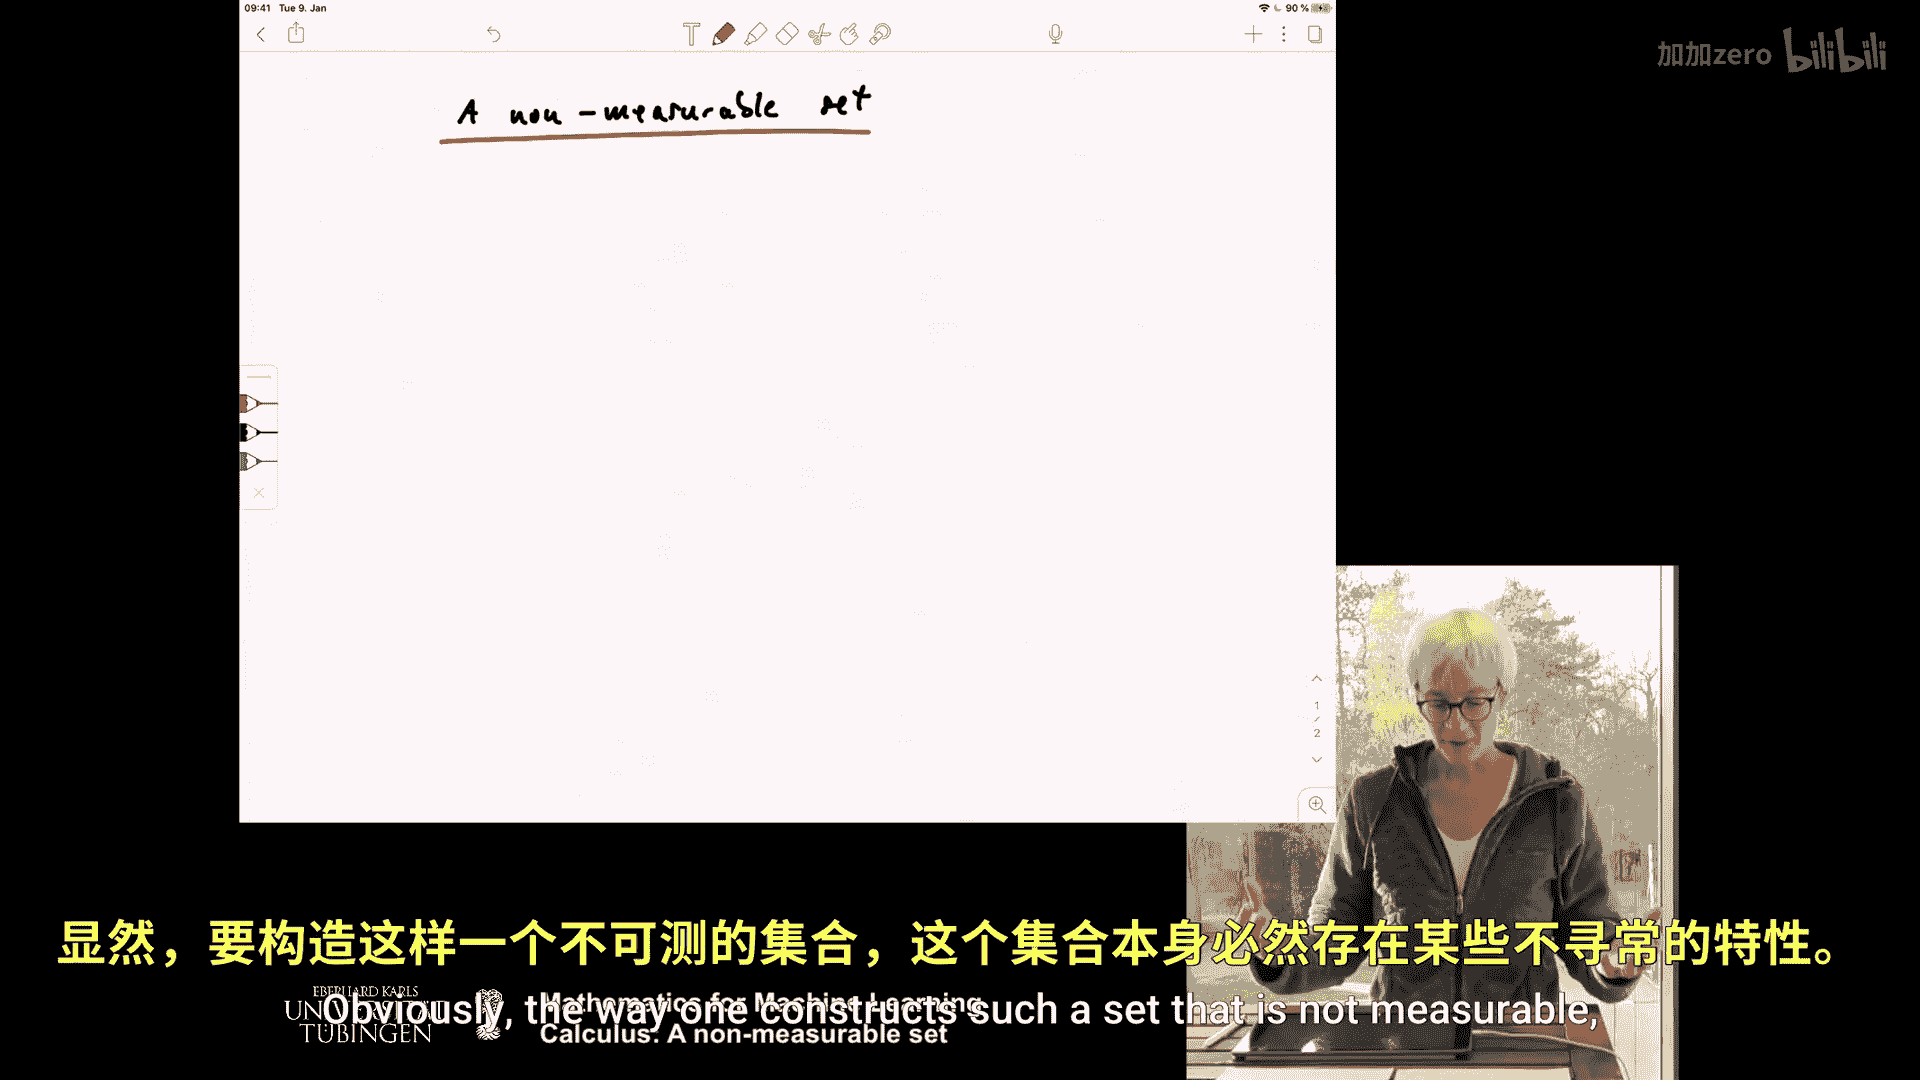 09:41 Tue 9. Jan
90 %
加加zero bilibili
A non-measurable set
1
/
2
显然，要构造这样一个不可测的集合，这个集合本身必然存在某些不寻常的特性。
Obviously, the way one constructs such a set that is not measurable,
EBERHARD KARLS
UNIVERSITÄT
TÜBINGEN
Mathematics for Machine Learning
Calculus: A non-measurable set